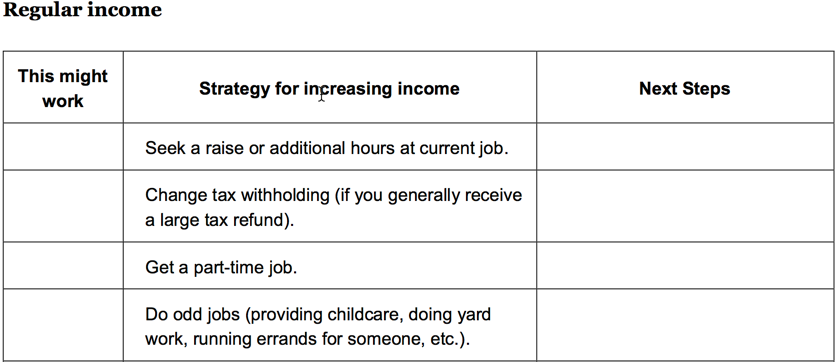 Regular income
This might
work
Strategy for increasing income
Next Steps
Seek a raise or additional hours at current job.
Change tax withholding (if you generally receive
a large tax refund).
Get a part-time job.
Do odd jobs (providing childcare, doing yard
work, running errands for someone, etc.).